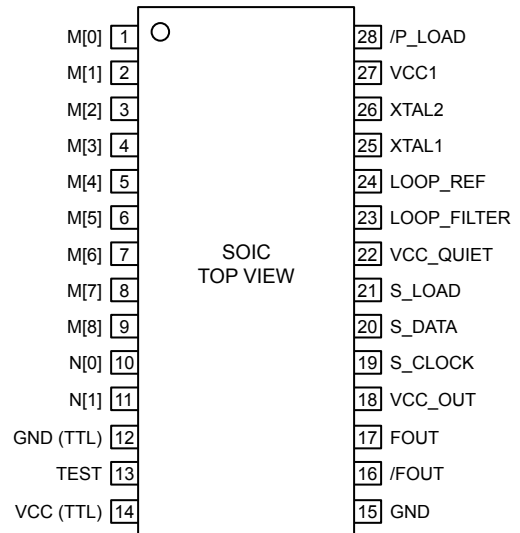 M[0] 1 28 /P_LOAD
M[1] 2 27 VCC1
M[2] 3 26 XTAL2
M[3] 4 25 XTAL1
M[4] 5 24 LOOP_REF
M[5] 6 23 LOOP_FILTER
M[6] 7 22 VCC_QUIET
M[7] 8 21 S_LOAD
M[8] 9 20 S_DATA
N[0] 10 19 S_CLOCK
N[1] 11 18 VCC_OUT
GND (TTL) 12 17 FOUT
TEST 13 16 /FOUT
VCC (TTL) 14 15 GND
SOIC
TOP VIEW